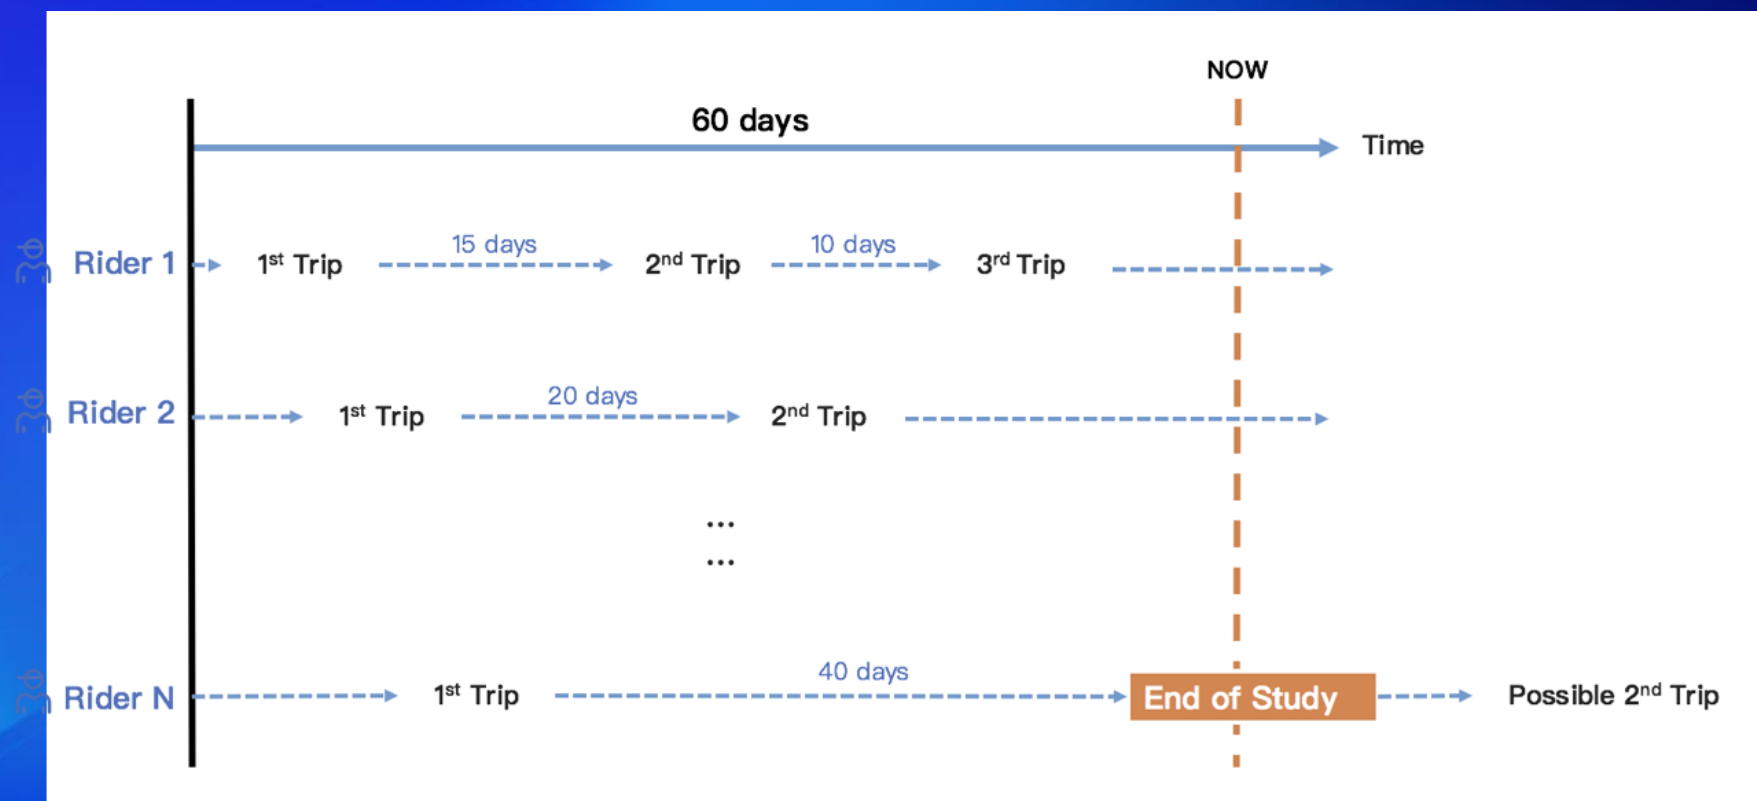 NOW
60 days
Time
Rider 1
1st Trip
15 days
2nd Trip
10 days
3rd Trip
Rider 2
1st Trip
20 days
2nd Trip
...
...
Rider N
1st Trip
40 days
End of Study
Possible 2nd Trip